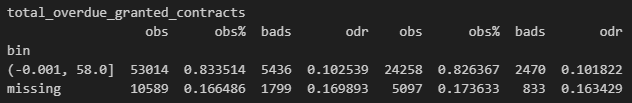 total_overdue_granted_contracts
obs obs% bads odr obs obs% bads odr
bin
(-0.001, 58.0] 53014 0.833514 5436 0.102539 24258 0.826367 2470 0.101822
missing 10589 0.166486 1799 0.169893 5097 0.173633 833 0.163429